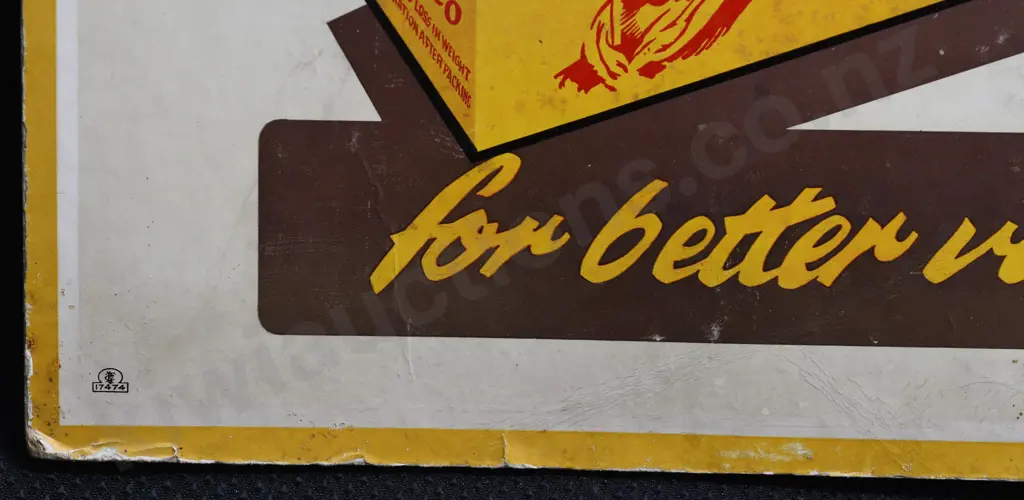 O
LOSS IN WEIGHT
AFTER PACKING
for better
17474